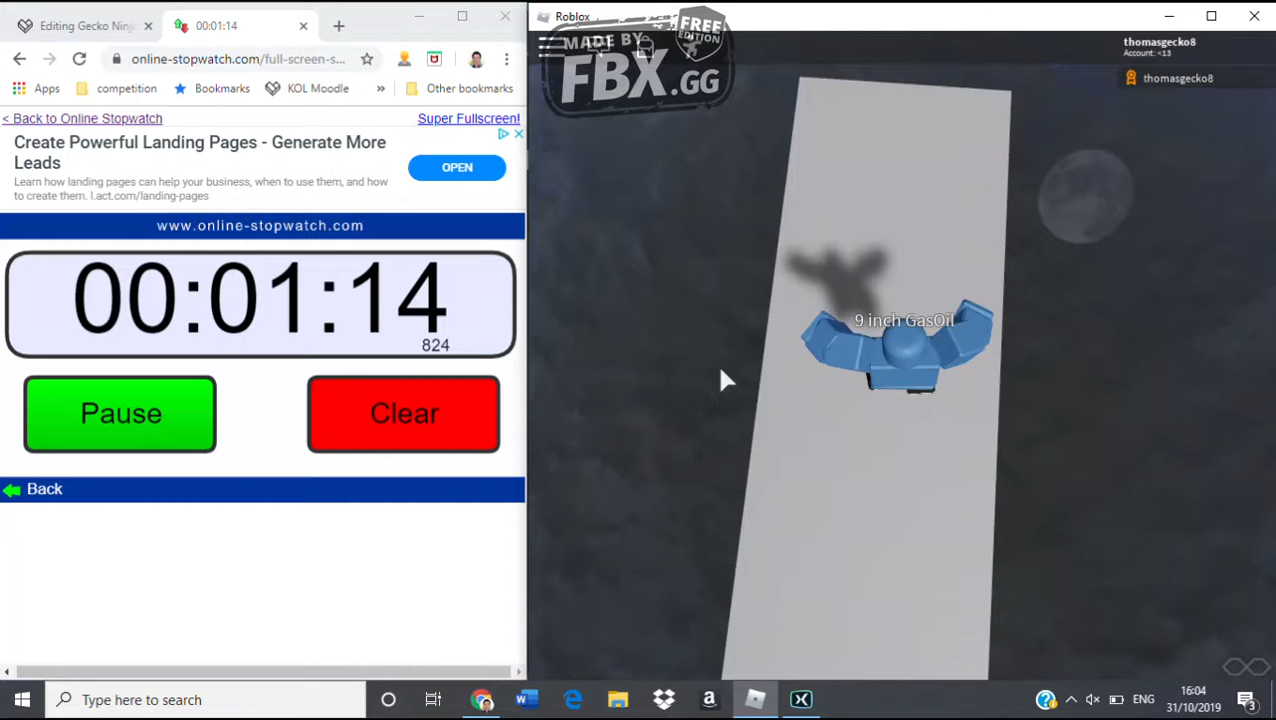 Editing Gecko Ninj
00:01:14
online-stopwatch.com/full-screen-s...
Apps
competition
Bookmarks
KOL Moodle
»
Other bookmarks
< Back to Online Stopwatch
Super Fullscreen!
Create Powerful Landing Pages - Generate More
Leads
OPEN
Learn how landing pages can help your business, when to use them, and how
to create them. l.act.com/landing-pages
www.online-stopwatch.com
00:01:14
824
Pause
Clear
Back
Roblox
MADE BY
FREE
EDITION
FBX.GG
thomasgecko8
Account: <13
thomasgecko8
9 inch GasOil
Type here to search
ENG
16:04
31/10/2019
3